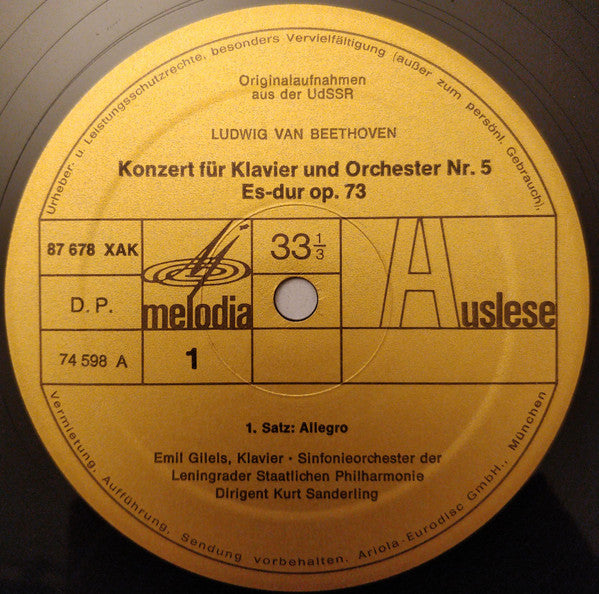 Urheber u. Leistungsschutzrechte, besonders Vervielfältigung (außer zum persönl. Gebrauch),
Originalaufnahmen
aus der UdSSR
LUDWIG VAN BEETHOVEN
Konzert für Klavier und Orchester Nr. 5
Es-dur op. 73
87 678 XAK
33 1/3
Auslese
D. P.
melodia
74 598 A
1
1. Satz: Allegro
Emil Gilels, Klavier · Sinfonieorchester der
Leningrader Staatlichen Philharmonie
Dirigent Kurt Sanderling
Vermietung, Aufführung, Sendung vorbehalten. Ariola-Eurodisc GmbH., München